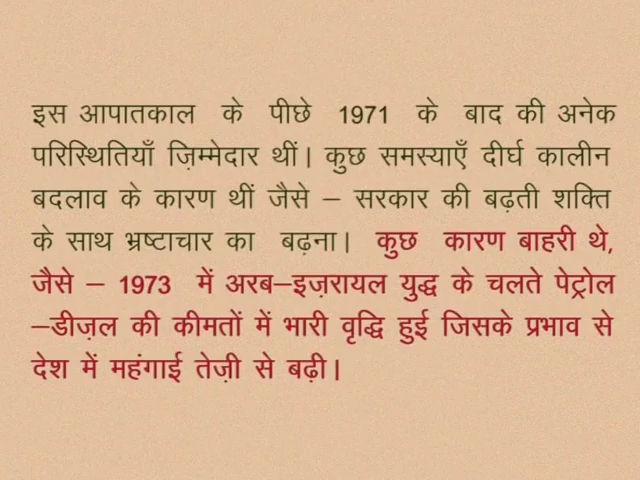 इस आपातकाल के पीछे 1971 के बाद की अनेक
परिस्थितियाँ ज़िम्मेदार थीं। कुछ समस्याएँ दीर्घ कालीन
बदलाव के कारण थीं जैसे – सरकार की बढ़ती शक्ति
के साथ भ्रष्टाचार का बढ़ना। कुछ कारण बाहरी थे,
जैसे – 1973 में अरब–इज़रायल युद्ध के चलते पेट्रोल
–डीज़ल की कीमतों में भारी वृद्धि हुई जिसके प्रभाव से
देश में महंगाई तेज़ी से बढ़ी।